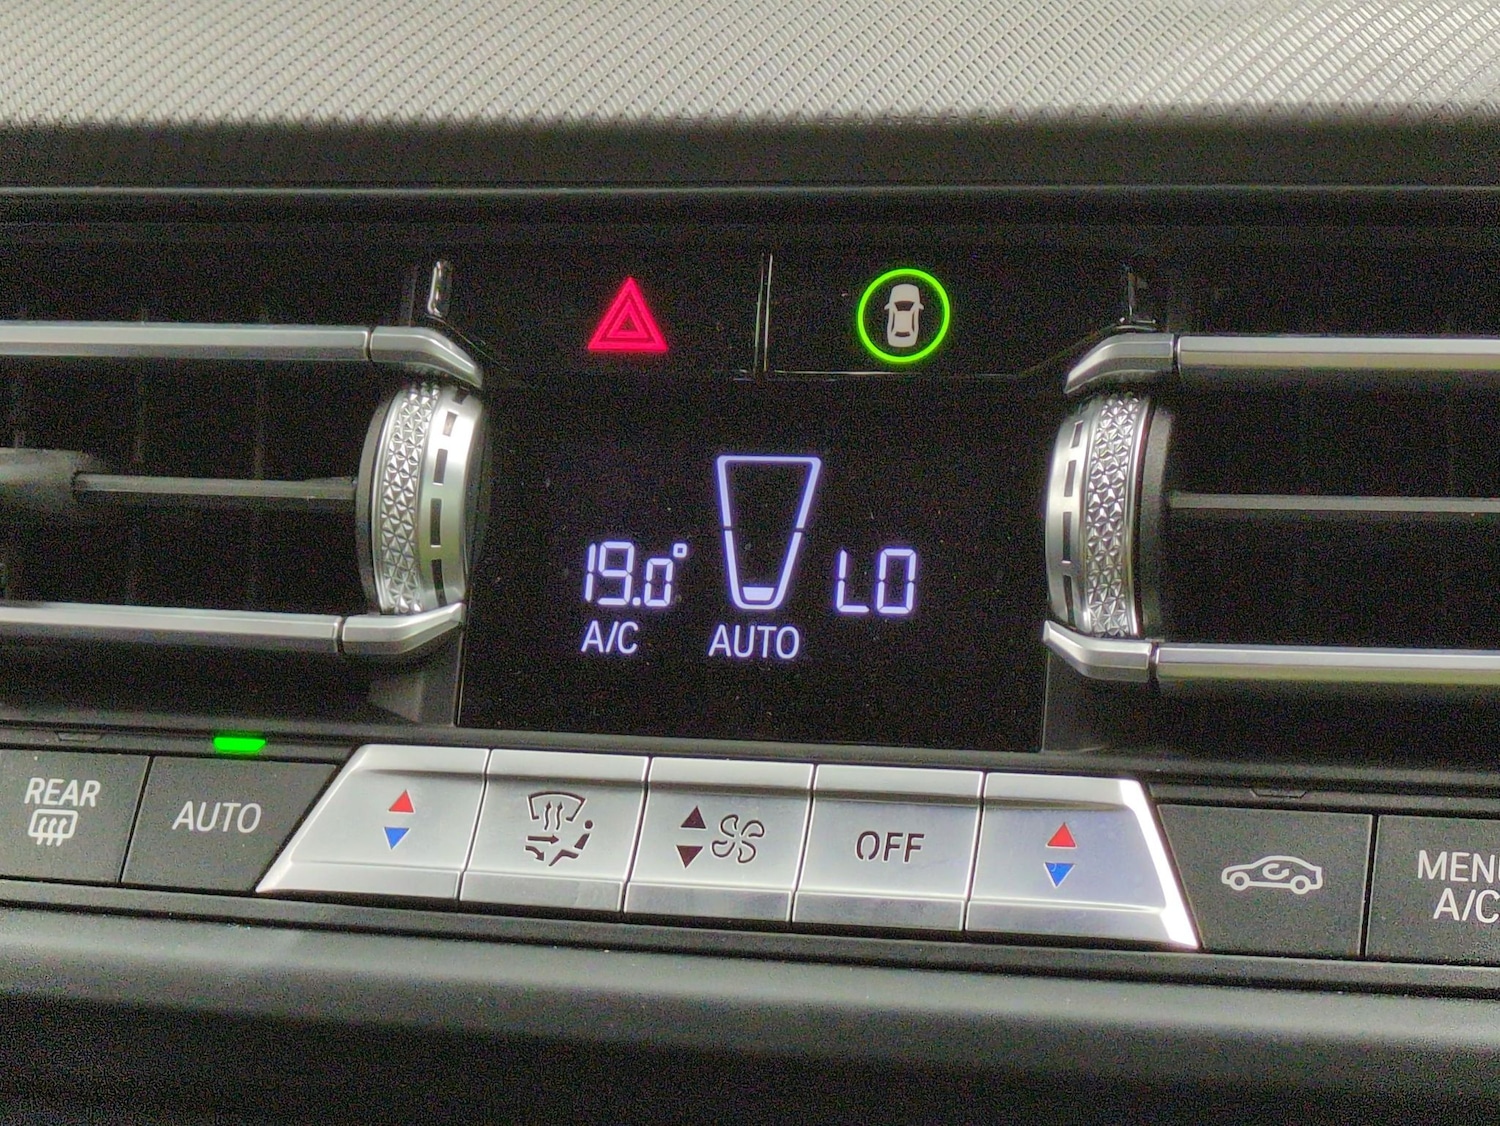 19.0°
LO
A/C
AUTO
REAR
AUTO
OFF
MENU
A/C